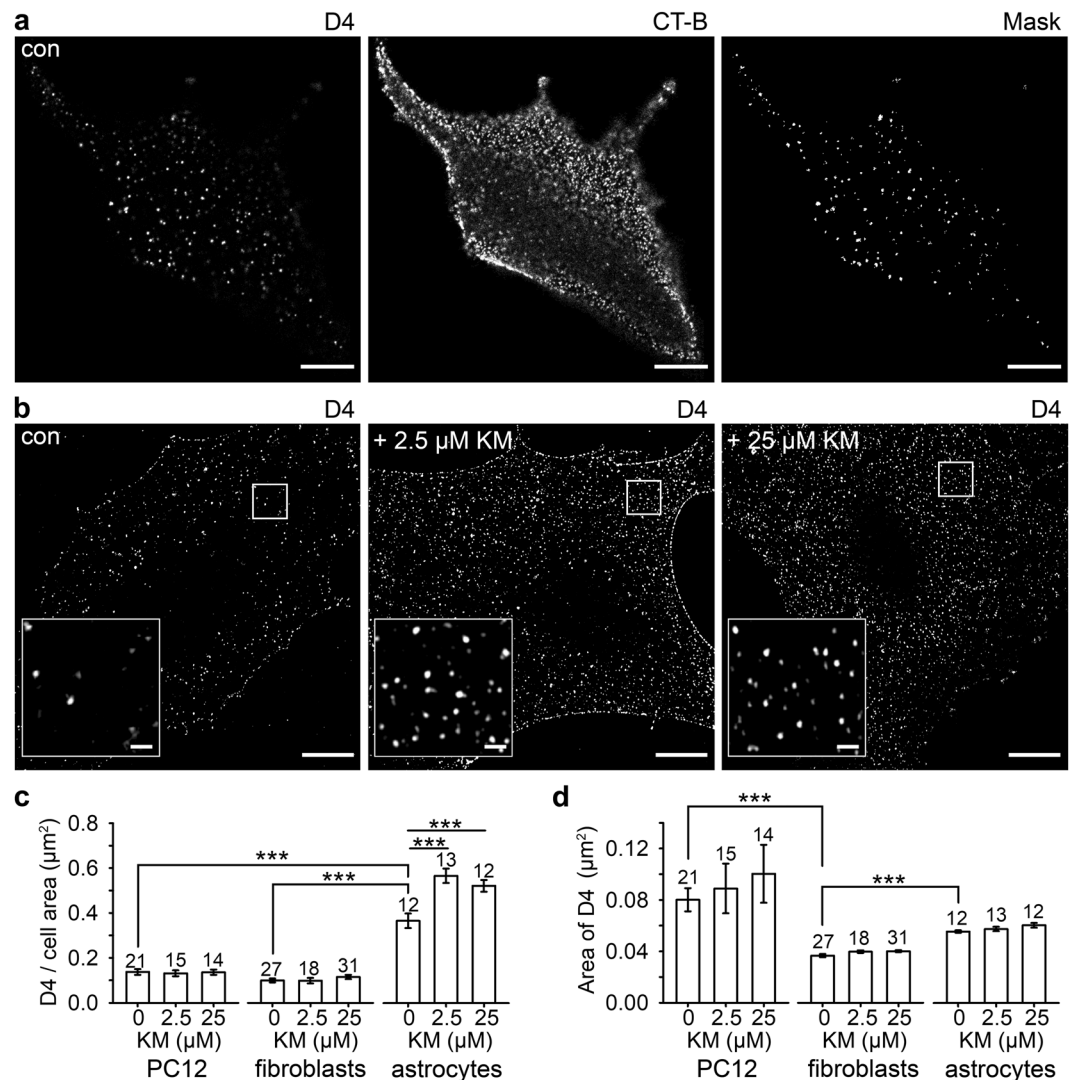 a
D4
CT-B
Mask
con
b
D4
D4
D4
con
+ 2.5 µM KM
+ 25 µM KM
c
D4 / cell area (µm²)
0.8
0.6
0.4
0.2
0.0
***
***
***
***
21 15 14
27 18 31
12 13 12
0 2.5 25
0 2.5 25
0 2.5 25
KM (µM)
KM (µM)
KM (µM)
PC12
fibroblasts
astrocytes
d
Area of D4 (µm²)
0.12
0.08
0.04
0.00
***
***
21 15 14
27 18 31
12 13 12
0 2.5 25
0 2.5 25
0 2.5 25
KM (µM)
KM (µM)
KM (µM)
PC12
fibroblasts
astrocytes